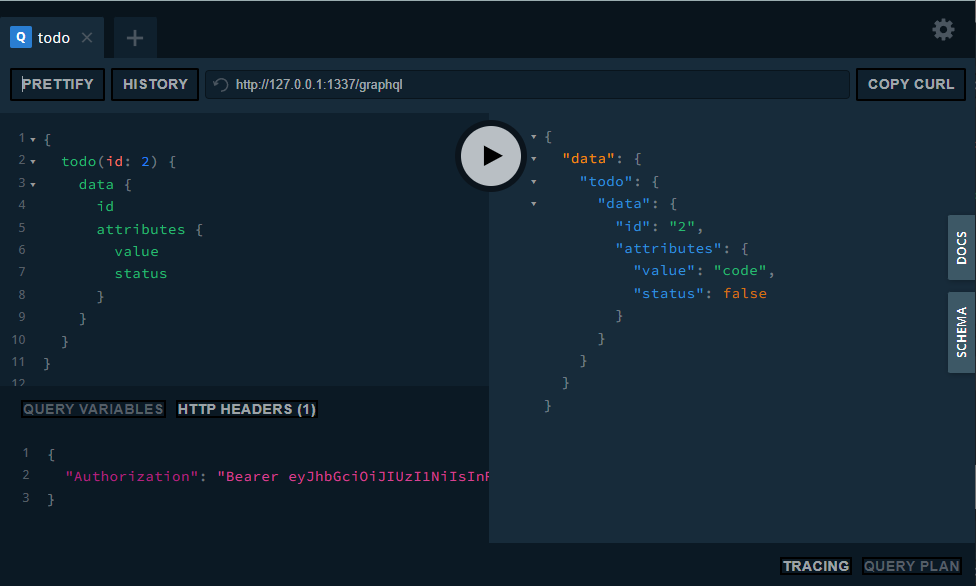 Q todo
PRETTIFY HISTORY http://127.0.0.1:1337/graphql COPY CURL
1 {
2 todo(id: 2) {
3 data {
4 id
5 attributes {
6 value
7 status
8 }
9 }
10 }
11 }
12
{
"data": {
"todo": {
"data": {
"id": "2",
"attributes": {
"value": "code",
"status": false
}
}
}
}
}
DOCS
SCHEMA
QUERY VARIABLES HTTP HEADERS (1)
1 {
2 "Authorization": "Bearer eyJhbGciOiJIUzI1NiIsInR
3 }
TRACING QUERY PLAN